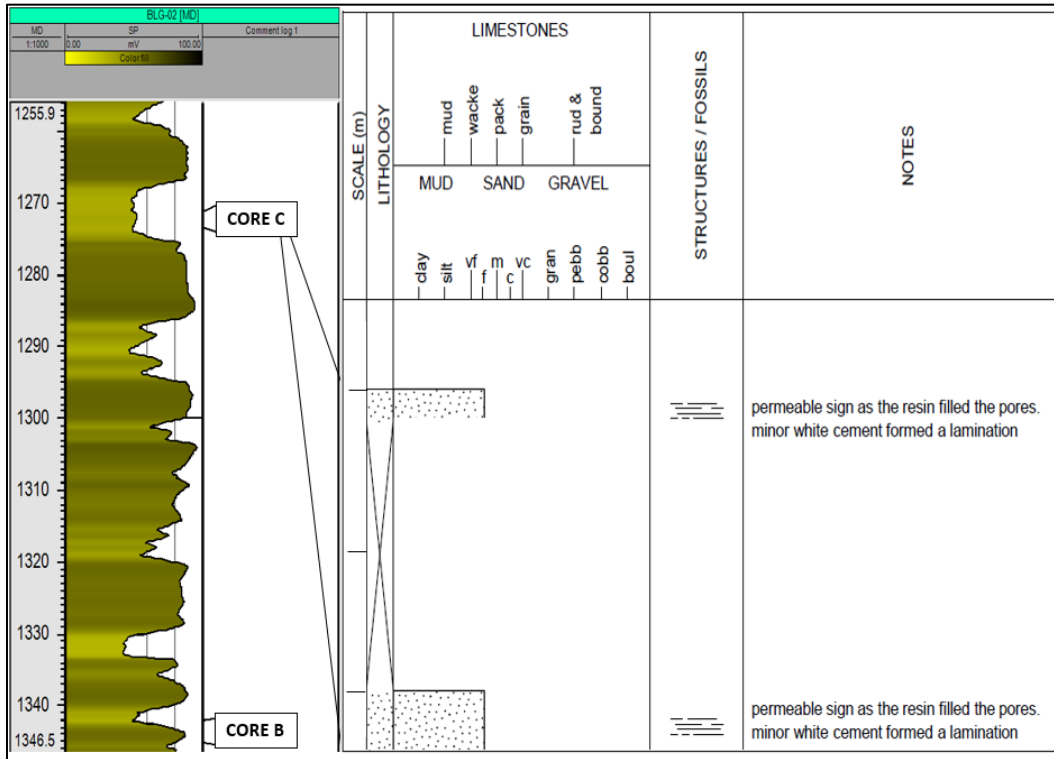 BLG-02 [MD]
MD SP Comment log 1
1:1000 0.00 mV 100.00
Color fill
1255.9
1270
1280
1290
1300
1310
1320
1330
1340
1346.5
CORE C
CORE B
SCALE (m)
LITHOLOGY
LIMESTONES
mud
wacke
pack
grain
rud &
bound
MUD SAND GRAVEL
clay
silt
vf
f
m
c
vc
gran
pebb
cobb
boul
STRUCTURES / FOSSILS
NOTES
permeable sign as the resin filled the pores.
minor white cement formed a lamination
permeable sign as the resin filled the pores.
minor white cement formed a lamination